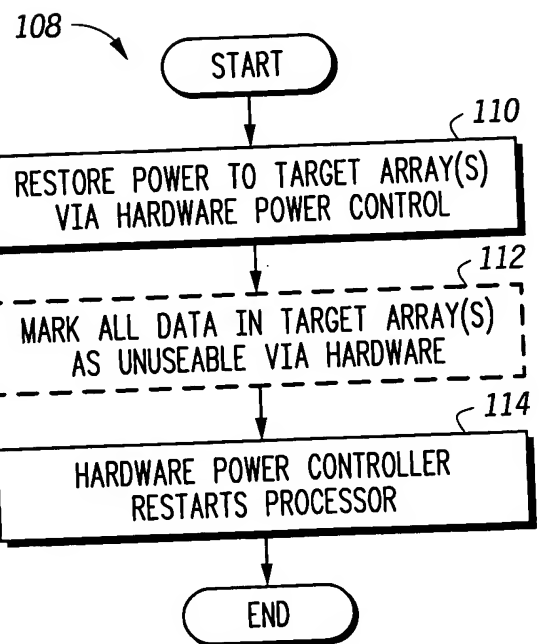 108
START
110
RESTORE POWER TO TARGET ARRAY(S)
VIA HARDWARE POWER CONTROL
112
MARK ALL DATA IN TARGET ARRAY(S)
AS UNUSEABLE VIA HARDWARE
114
HARDWARE POWER CONTROLLER
RESTARTS PROCESSOR
END